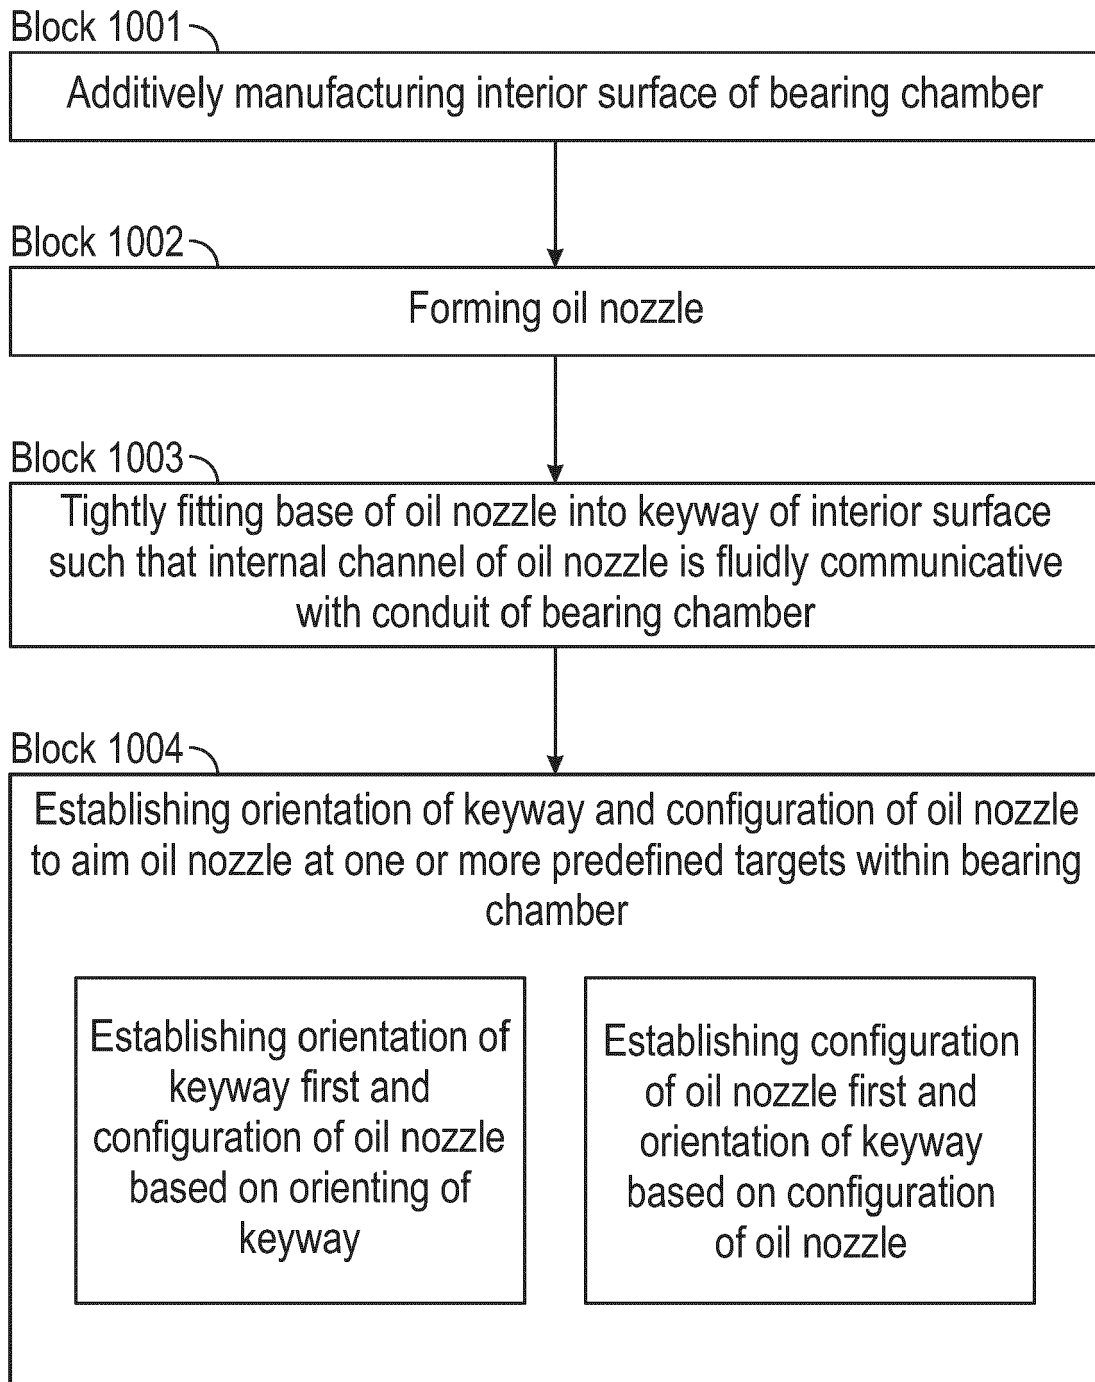 Block 1001
Additively manufacturing interior surface of bearing chamber
Block 1002
Forming oil nozzle
Block 1003
Tightly fitting base of oil nozzle into keyway of interior surface
such that internal channel of oil nozzle is fluidly communicative
with conduit of bearing chamber
Block 1004
Establishing orientation of keyway and configuration of oil nozzle
to aim oil nozzle at one or more predefined targets within bearing
chamber
Establishing orientation of
keyway first and
configuration of oil nozzle
based on orienting of
keyway
Establishing configuration
of oil nozzle first and
orientation of keyway
based on configuration
of oil nozzle